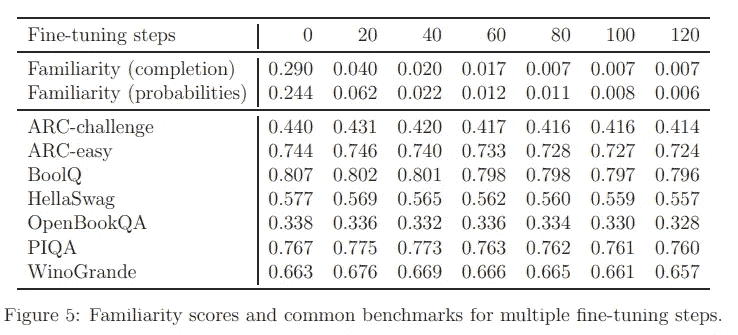 Fine-tuning steps 0 20 40 60 80 100 120
Familiarity (completion) 0.290 0.040 0.020 0.017 0.007 0.007 0.007
Familiarity (probabilities) 0.244 0.062 0.022 0.012 0.011 0.008 0.006
ARC-challenge 0.440 0.431 0.420 0.417 0.416 0.416 0.414
ARC-easy 0.744 0.746 0.740 0.733 0.728 0.727 0.724
BoolQ 0.807 0.802 0.801 0.798 0.798 0.797 0.796
HellaSwag 0.577 0.569 0.565 0.562 0.560 0.559 0.557
OpenBookQA 0.338 0.336 0.332 0.336 0.334 0.330 0.328
PIQA 0.767 0.775 0.773 0.763 0.762 0.761 0.760
WinoGrande 0.663 0.676 0.669 0.666 0.665 0.661 0.657
Figure 5: Familiarity scores and common benchmarks for multiple fine-tuning steps.